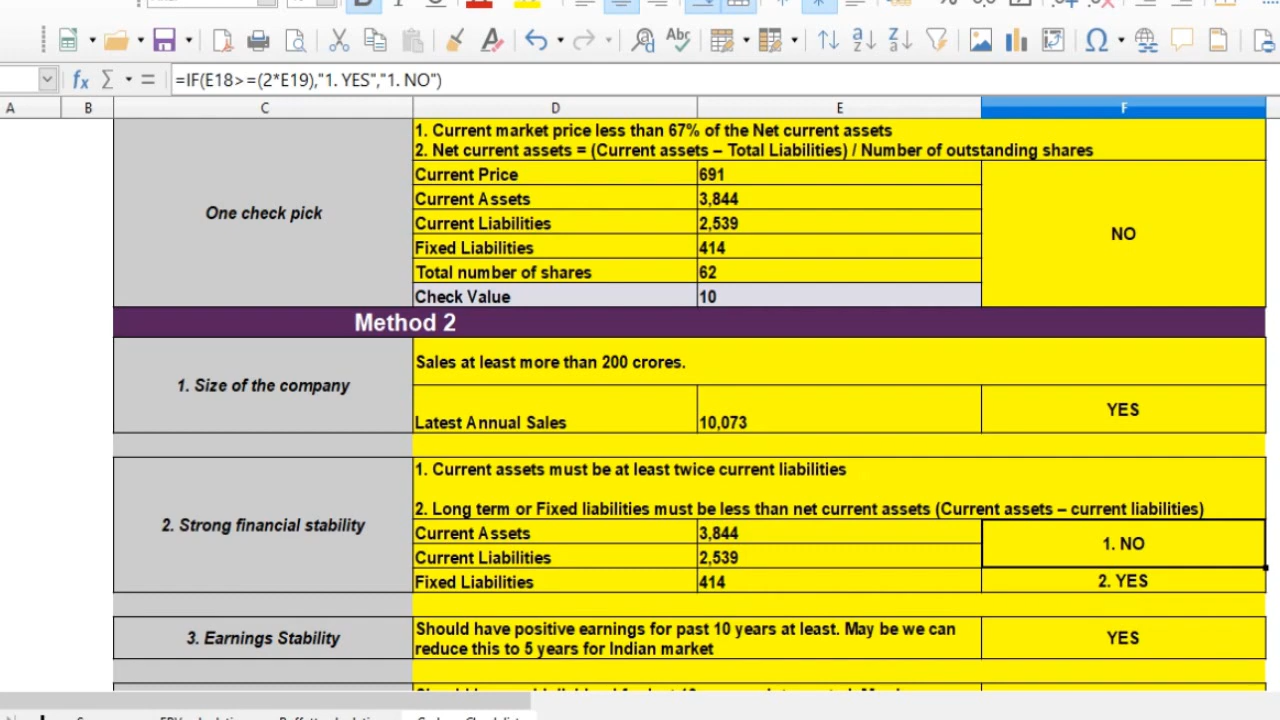 Abc
=IF(E18>=(2*E19),"1. YES","1. NO")
A B C D E F
1. Current market price less than 67% of the Net current assets
2. Net current assets = (Current assets – Total Liabilities) / Number of outstanding shares
One check pick
Current Price 691
Current Assets 3,844
Current Liabilities 2,539
NO
Fixed Liabilities 414
Total number of shares 62
Check Value 10
Method 2
1. Size of the company
Sales at least more than 200 crores.
Latest Annual Sales 10,073
YES
2. Strong financial stability
1. Current assets must be at least twice current liabilities
2. Long term or Fixed liabilities must be less than net current assets (Current assets – current liabilities)
Current Assets 3,844
1. NO
Current Liabilities 2,539
Fixed Liabilities 414 2. YES
3. Earnings Stability
Should have positive earnings for past 10 years at least. May be we can
reduce this to 5 years for Indian market
YES